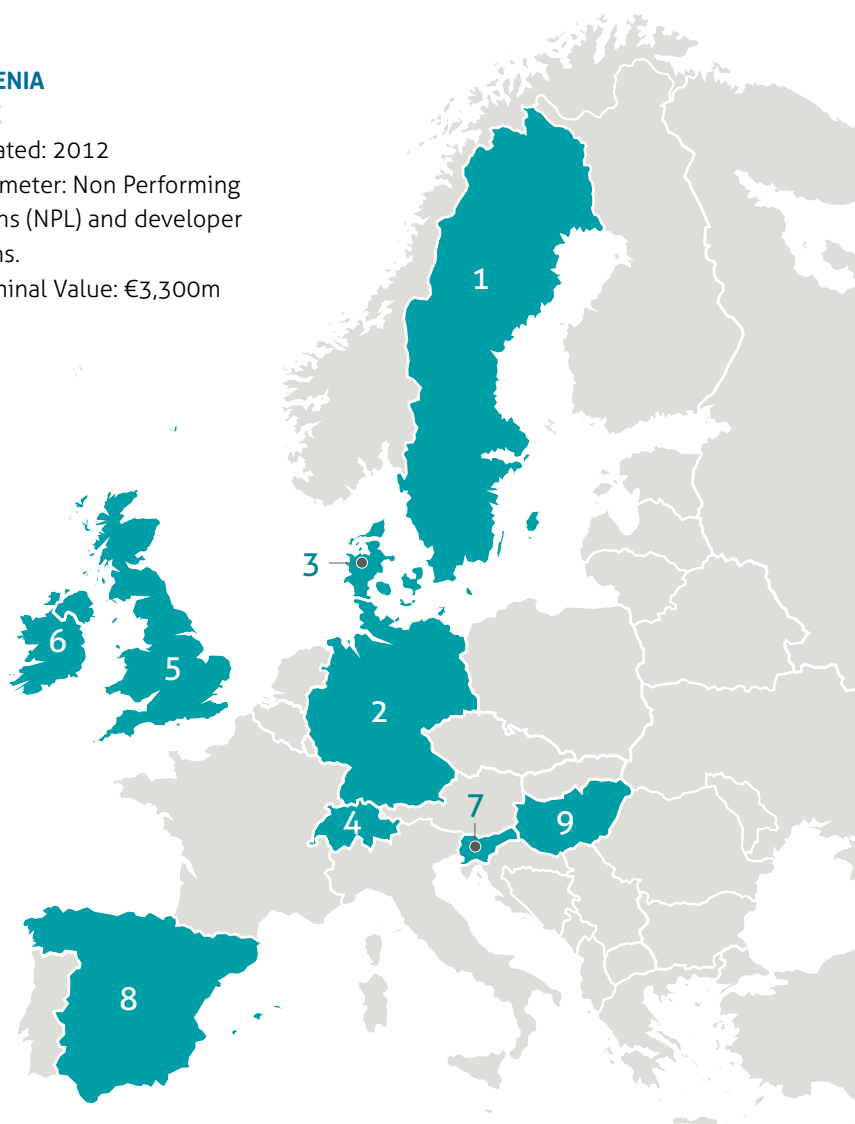 ENIA
ated: 2012
meter: Non Performing
ns (NPL) and developer
ns.
minal Value: €3,300m
1
3
6
5
2
7
4
9
8